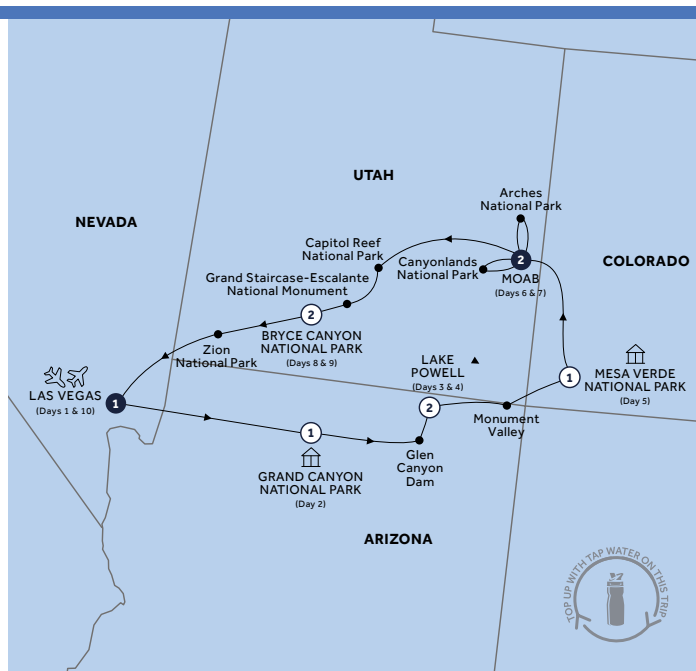 UTAH
NEVADA
COLORADO
ARIZONA
Arches
National Park
Capitol Reef
National Park
Canyonlands
National Park
2
MOAB
(Days 6 & 7)
Grand Staircase-Escalante
National Monument
2
BRYCE CANYON
NATIONAL PARK
(Days 8 & 9)
Zion
National Park
LAKE
POWELL
(Days 3 & 4)
2
1
MESA VERDE
NATIONAL PARK
(Day 5)
LAS VEGAS
(Days 1 & 10)
1
Monument
Valley
1
GRAND CANYON
NATIONAL PARK
(Day 2)
Glen
Canyon
Dam
TOP UP WITH TAP WATER ON THIS TRIP